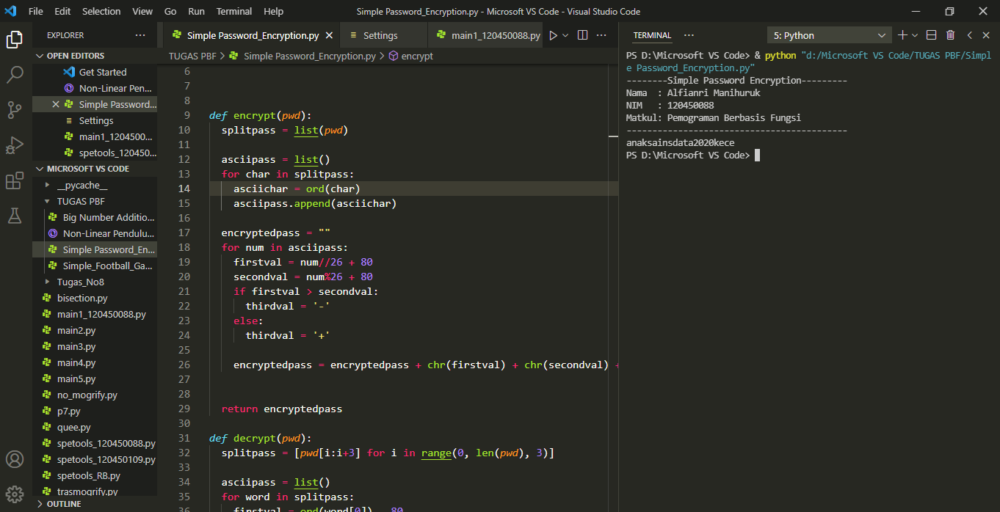 File Edit Selection View Go Run Terminal Help Simple Password_Encryption.py - Microsoft VS Code - Visual Studio Code
EXPLORER
OPEN EDITORS
Get Started
Non-Linear Pen...
Simple Password...
Settings
main1_1204500...
spetools_120450...
MICROSOFT VS CODE
__pycache__
TUGAS PBF
Big Number Additio...
Non-Linear Pendulu...
Simple Password_En...
Simple_Football_Ga...
Tugas_No8
bisection.py
main1_120450088.py
main2.py
main3.py
main4.py
main5.py
no_mogrify.py
p7.py
quee.py
spetools_120450088.py
spetools_120450109.py
spetools_RB.py
trasmogrify.py
OUTLINE
Simple Password_Encryption.py Settings main1_120450088.py
TUGAS PBF > Simple Password_Encryption.py > encrypt
6
7
8
9 def encrypt(pwd):
10 splitpass = list(pwd)
11
12 asciipass = list()
13 for char in splitpass:
14 asciichar = ord(char)
15 asciipass.append(asciichar)
16
17 encryptedpass = ""
18 for num in asciipass:
19 firstval = num//26 + 80
20 secondval = num%26 + 80
21 if firstval > secondval:
22 thirdval = '-'
23 else:
24 thirdval = '+'
25
26 encryptedpass = encryptedpass + chr(firstval) + chr(secondval) +
27
28
29 return encryptedpass
30
31 def decrypt(pwd):
32 splitpass = [pwd[i:i+3] for i in range(0, len(pwd), 3)]
33
34 asciipass = list()
35 for word in splitpass:
36 firstval = ord(word[0]) - 80
TERMINAL 5: Python
PS D:\Microsoft VS Code> & python "d:/Microsoft VS Code/TUGAS PBF/Simpl
e Password_Encryption.py"
--------Simple Password Encryption---------
Nama  : Alfianri Manihuruk
NIM   : 120450088
Matkul: Pemograman Berbasis Fungsi
-------------------------------------------
anaksainsdata2020kece
PS D:\Microsoft VS Code>